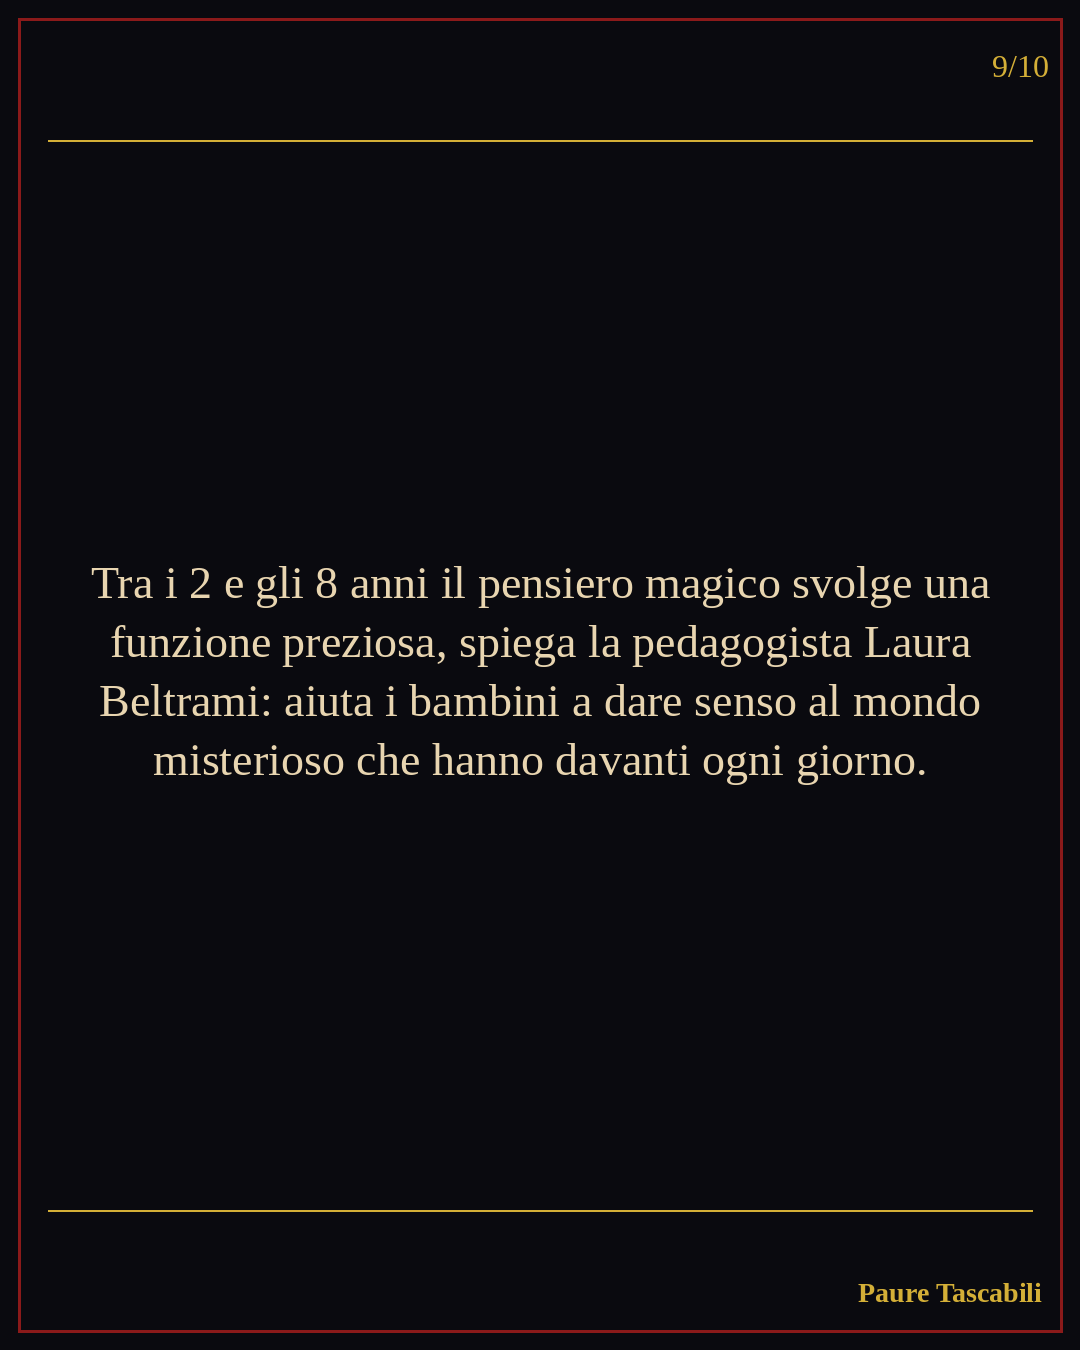 9/10
Tra i 2 e gli 8 anni il pensiero magico svolge una
funzione preziosa, spiega la pedagogista Laura
Beltrami: aiuta i bambini a dare senso al mondo
misterioso che hanno davanti ogni giorno.
Paure Tascabili